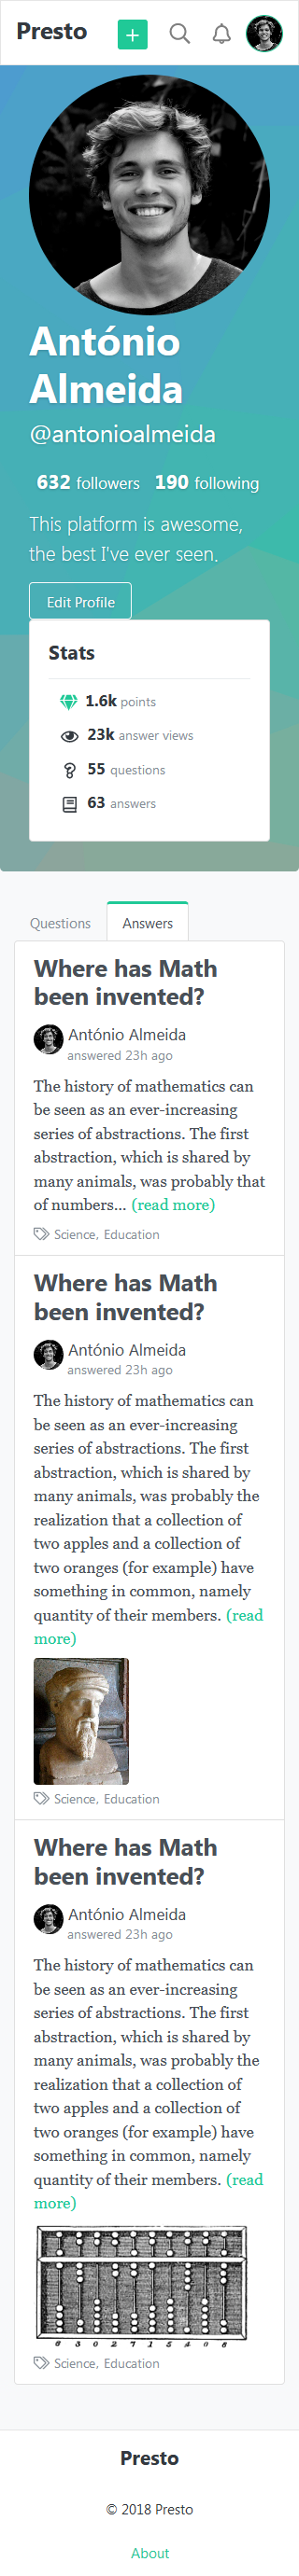 Presto
+
António
Almeida
@antonioalmeida
632 followers 190 following
This platform is awesome,
the best I've ever seen.
Edit Profile
Stats
1.6k points
23k answer views
55 questions
63 answers
Questions Answers
Where has Math
been invented?
António Almeida
answered 23h ago
The history of mathematics can
be seen as an ever-increasing
series of abstractions. The first
abstraction, which is shared by
many animals, was probably that
of numbers... (read more)
Science, Education
Where has Math
been invented?
António Almeida
answered 23h ago
The history of mathematics can
be seen as an ever-increasing
series of abstractions. The first
abstraction, which is shared by
many animals, was probably the
realization that a collection of
two apples and a collection of
two oranges (for example) have
something in common, namely
quantity of their members. (read
more)
Science, Education
Where has Math
been invented?
António Almeida
answered 23h ago
The history of mathematics can
be seen as an ever-increasing
series of abstractions. The first
abstraction, which is shared by
many animals, was probably the
realization that a collection of
two apples and a collection of
two oranges (for example) have
something in common, namely
quantity of their members. (read
more)
6 3 0 2 7 1 5 4 0 8
Science, Education
Presto
© 2018 Presto
About